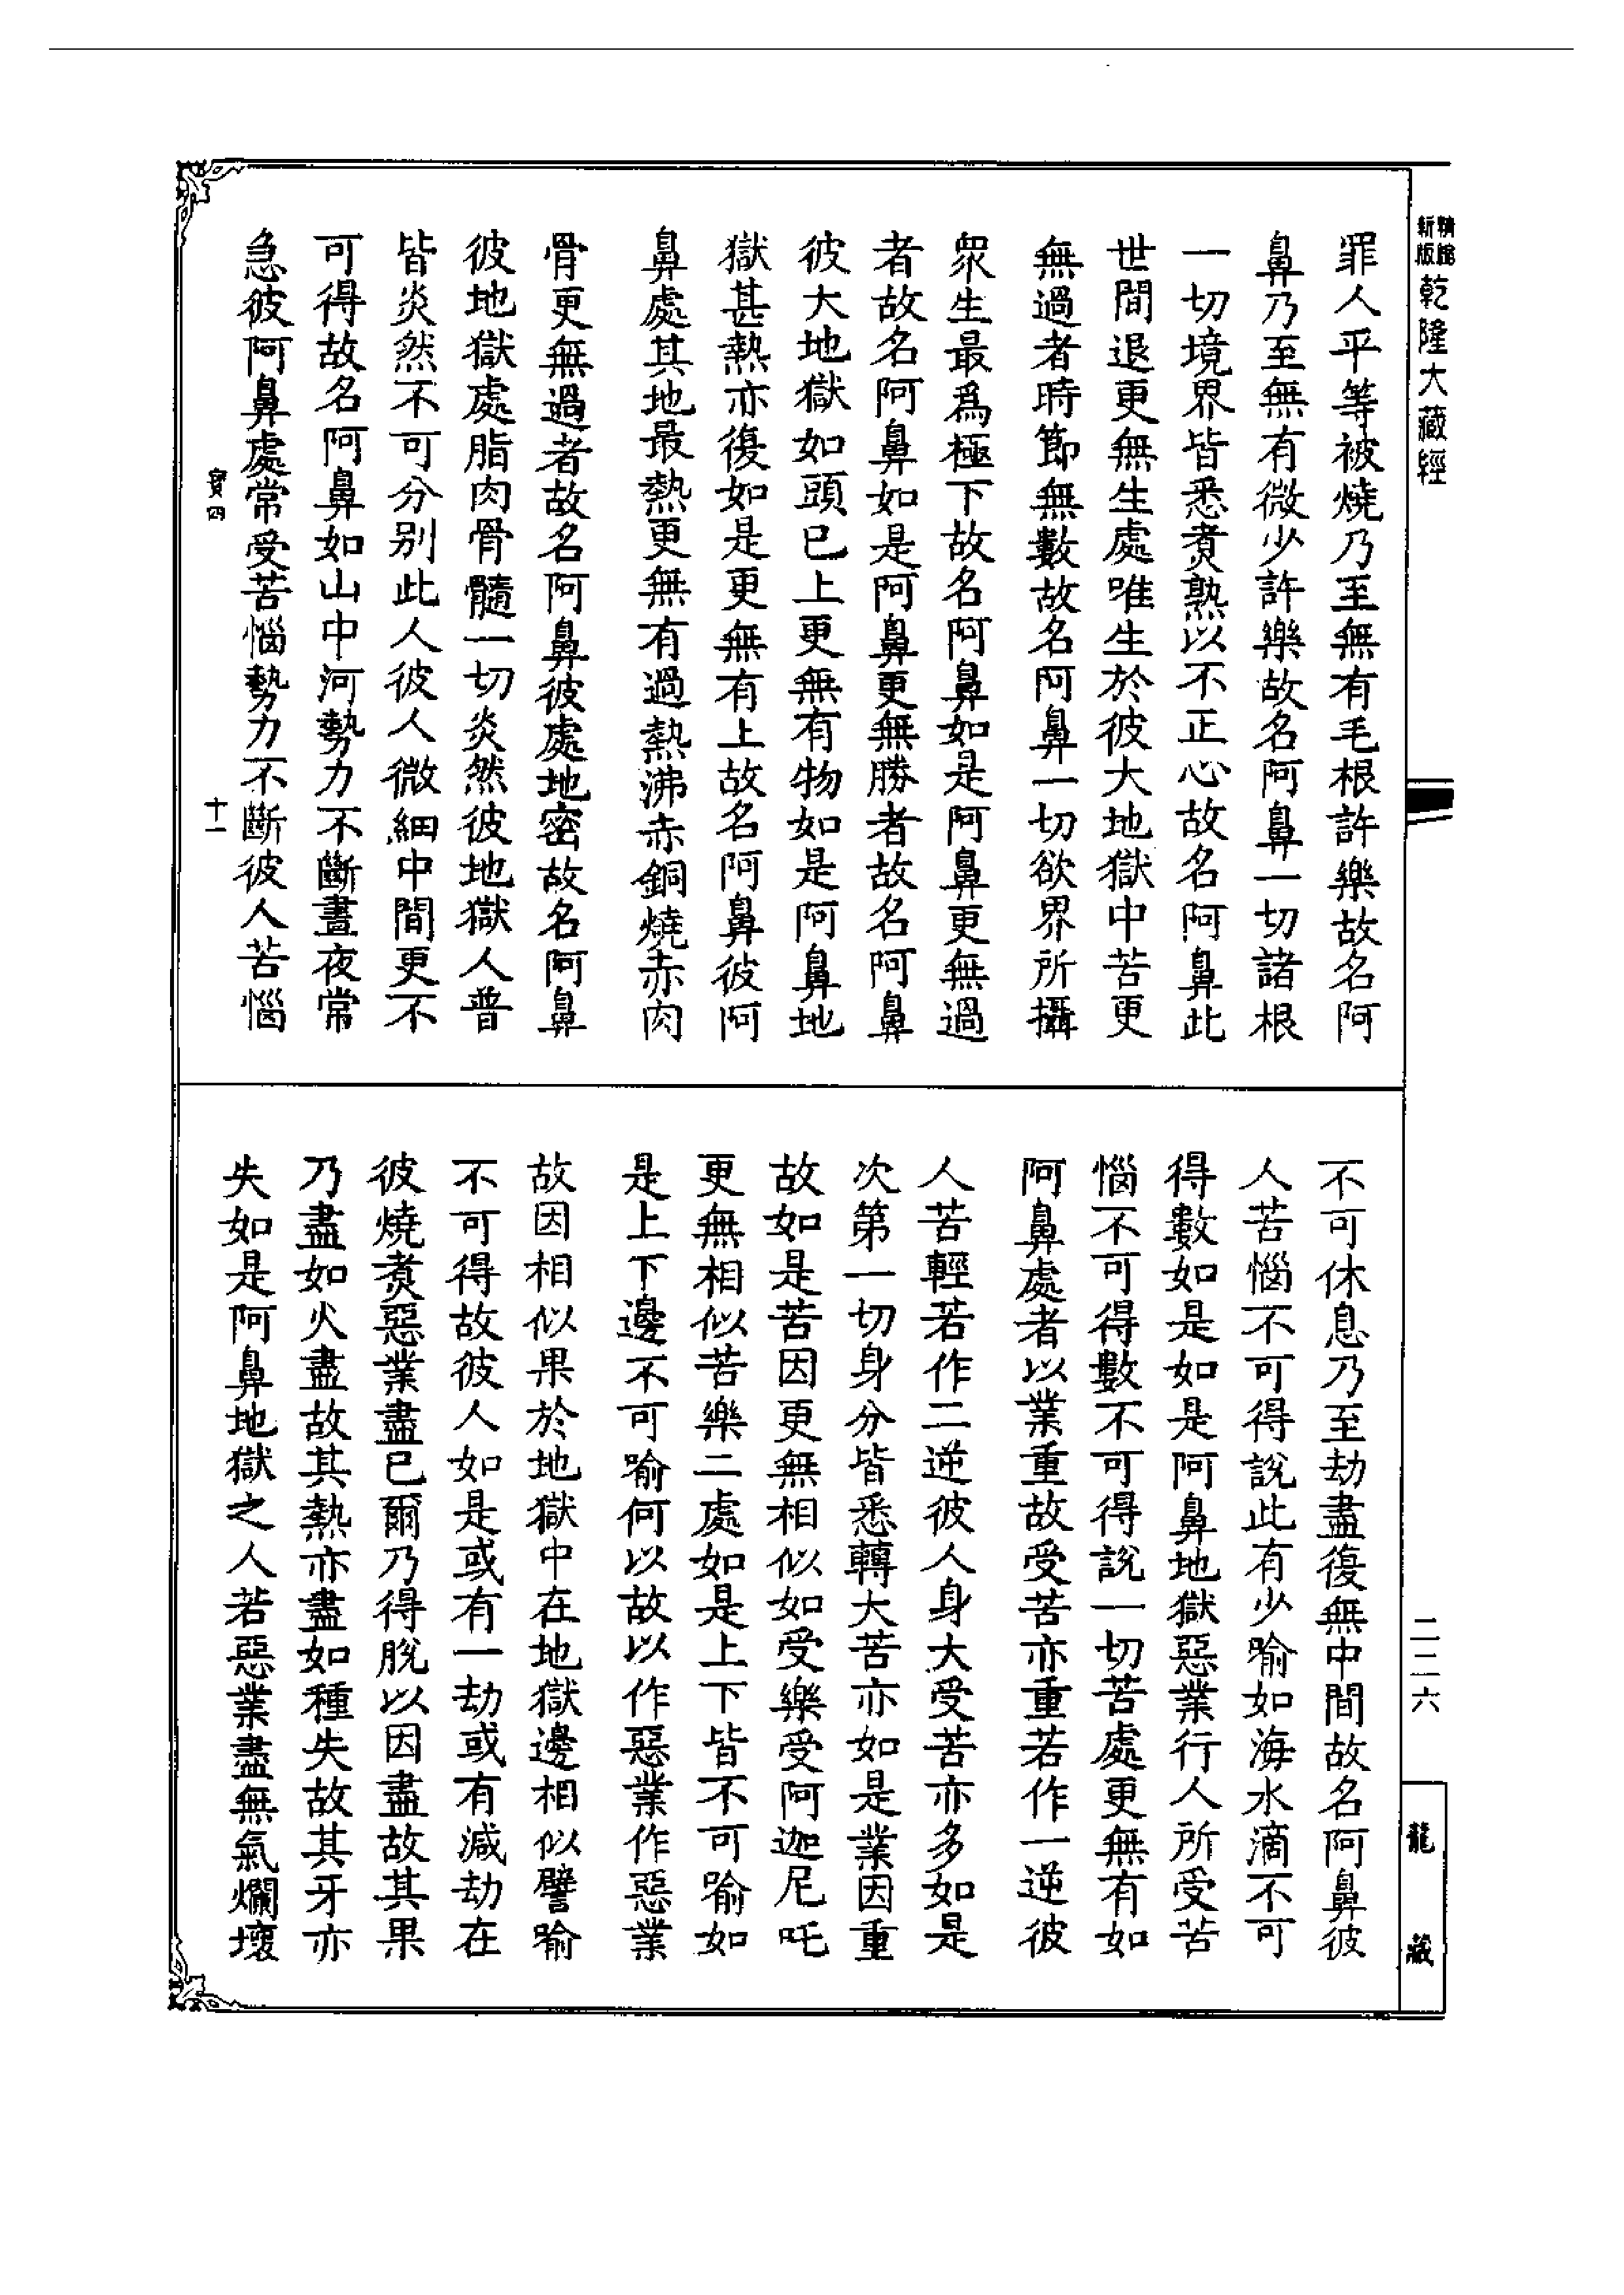 新版
精縮
乾隆大藏經
罪人平等被燒乃至無有毛根許樂故名阿
鼻乃至無有微少許樂故名阿鼻一切諸根
一切境界皆悉煑熟以不正心故名阿鼻此
世間退更無生處唯生於彼大地獄中苦更
無過者時節無數故名阿鼻一切欲界所攝
衆生最爲極下故名阿鼻如是阿鼻更無過
者故名阿鼻如是阿鼻更無勝者故名阿鼻
彼大地獄如頭已上更無有物如是阿鼻地
獄甚熱亦復如是更無有上故名阿鼻彼阿
鼻處其地最熱更無有過熱沸赤銅燒赤肉
骨更無過者故名阿鼻彼處地密故名阿鼻
彼地獄處脂肉骨髓一切炎然彼地獄人普
皆炎然不可分别此人彼人微細中間更不
可得故名阿鼻如山中河勢力不斷晝夜常
急彼阿鼻處常受苦惱勢力不斷彼人苦惱
寶四
十一
不可休息乃至劫盡復無中間故名阿鼻彼
人苦惱不可得說此有少喻如海水滴不可
得數如是如是阿鼻地獄惡業行人所受苦
惱不可得數不可得說一切苦處更無有如
阿鼻處者以業重故受苦亦重若作一逆彼
人苦輕若作二逆彼人身大受苦亦多如是
次第一切身分皆悉轉大苦亦如是業因重
故如是苦因更無相似如受樂受阿迦尼吒
更無相似苦樂二處如是上下皆不可喻如
是上下邊不可喻何以故以作惡業作惡業
故因相似果於地獄中在地獄邊相似譬喻
不可得故彼人如是或有一劫或有減劫在
彼燒煑惡業盡已爾乃得脫以因盡故其果
乃盡如火盡故其熱亦盡如種失故其牙亦
失如是阿鼻地獄之人若惡業盡無氣爛壞
二二六
龍藏